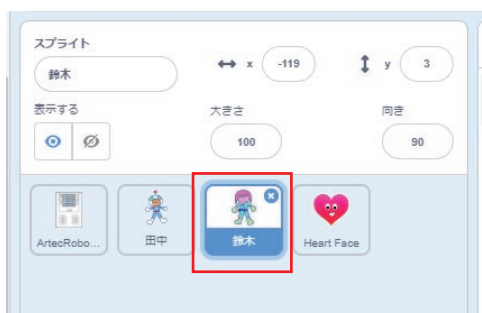 スプライト
鈴木
x -119
y 3
表示する
大きさ
100
向き
90
ArtecRobo...
田中
鈴木
Heart Face